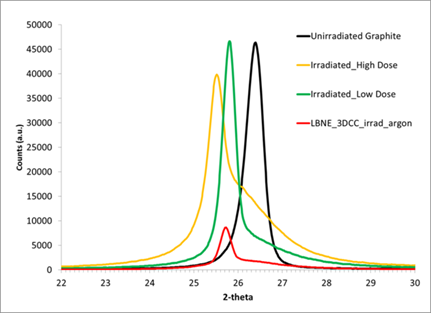 50000
45000
40000
35000
30000
25000
20000
15000
10000
5000
0
Counts (a.u.)
22 23 24 25 26 27 28 29 30
2-theta
Unirradiated Graphite
Irradiated_High Dose
Irradiated_Low Dose
LBNE_3DCC_irrad_argon